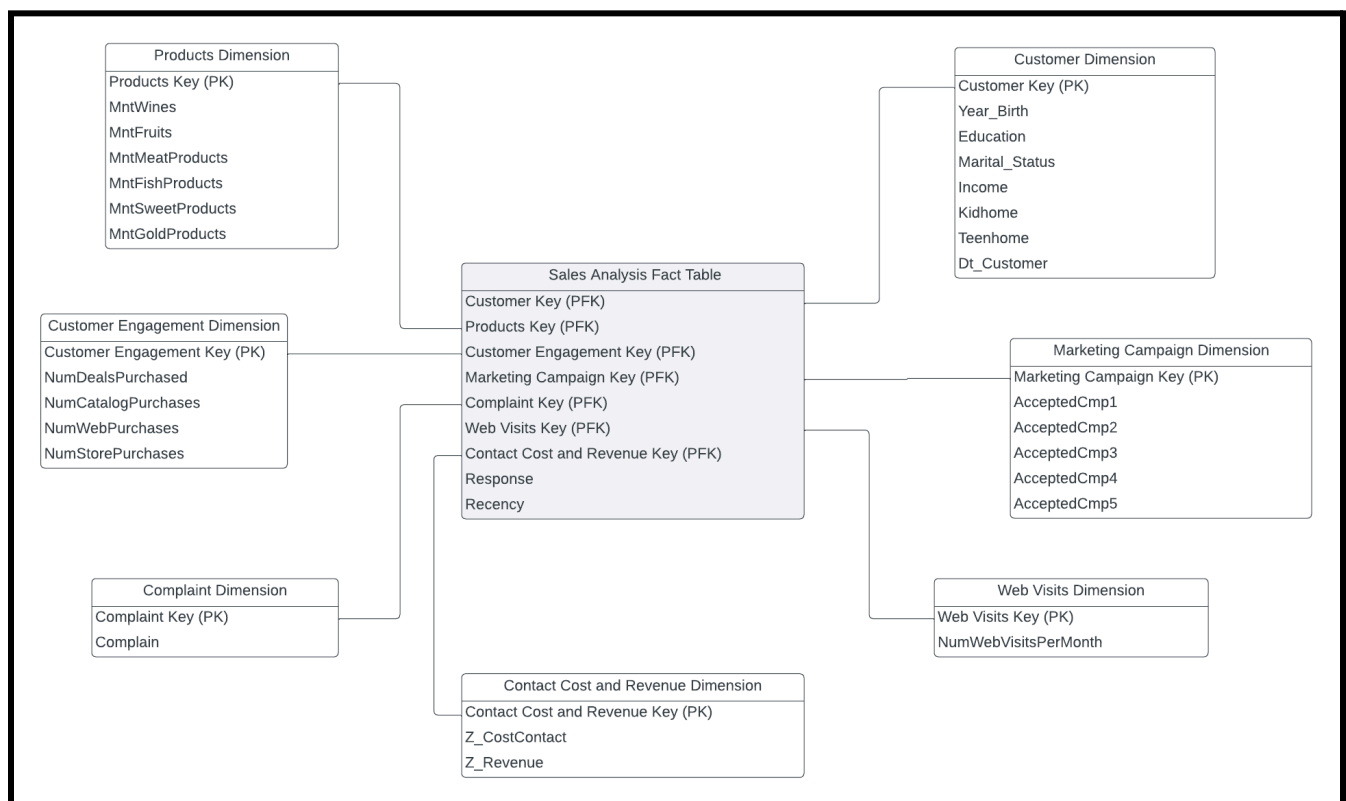 Products Dimension
Products Key (PK)
MntWines
MntFruits
MntMeatProducts
MntFishProducts
MntSweetProducts
MntGoldProducts
Customer Dimension
Customer Key (PK)
Year_Birth
Education
Marital_Status
Income
Kidhome
Teenhome
Dt_Customer
Sales Analysis Fact Table
Customer Key (PFK)
Products Key (PFK)
Customer Engagement Key (PFK)
Marketing Campaign Key (PFK)
Complaint Key (PFK)
Web Visits Key (PFK)
Contact Cost and Revenue Key (PFK)
Response
Recency
Customer Engagement Dimension
Customer Engagement Key (PK)
NumDealsPurchased
NumCatalogPurchases
NumWebPurchases
NumStorePurchases
Marketing Campaign Dimension
Marketing Campaign Key (PK)
AcceptedCmp1
AcceptedCmp2
AcceptedCmp3
AcceptedCmp4
AcceptedCmp5
Complaint Dimension
Complaint Key (PK)
Complain
Web Visits Dimension
Web Visits Key (PK)
NumWebVisitsPerMonth
Contact Cost and Revenue Dimension
Contact Cost and Revenue Key (PK)
Z_CostContact
Z_Revenue